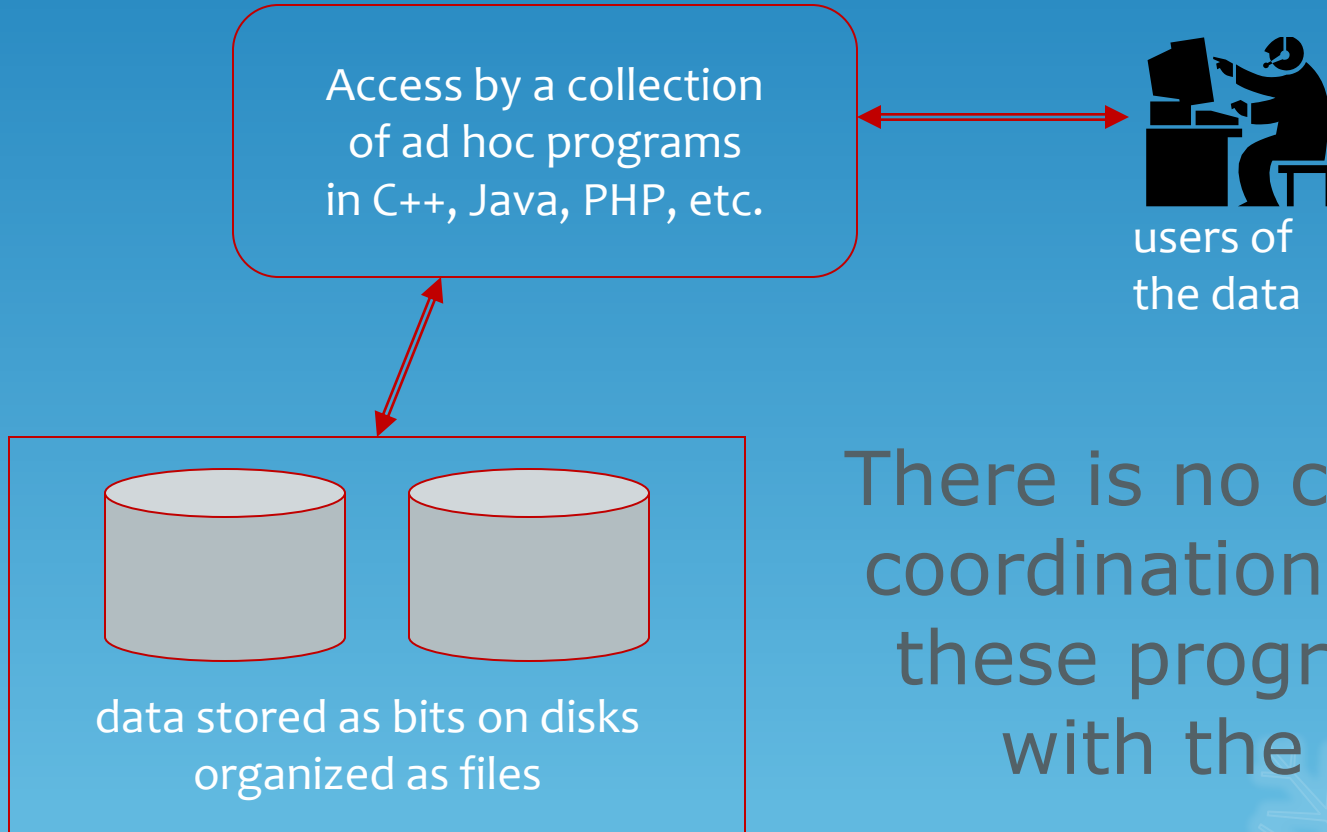 Access by a collection
of ad hoc programs
in C++, Java, PHP, etc.
users of
the data
There is no
coordination
these
with the
data stored as bits on disks
organized as files